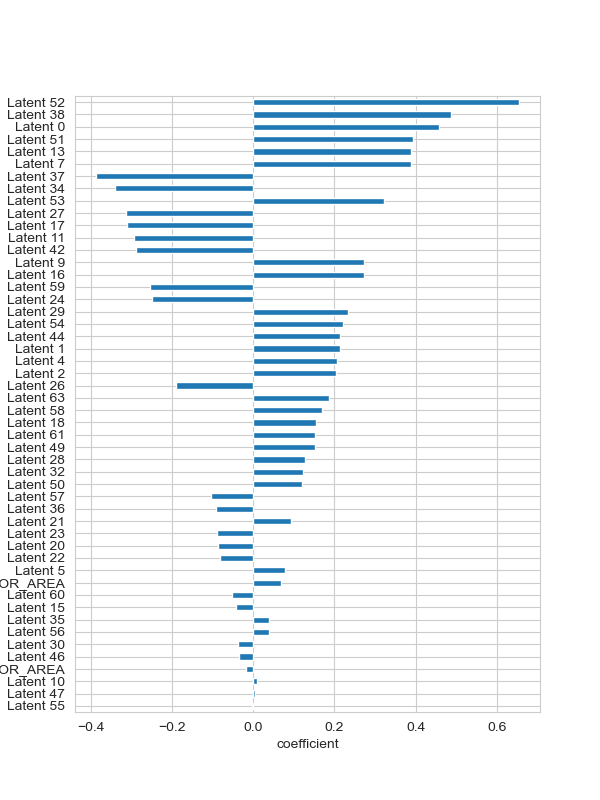 Latent 52
Latent 38
Latent 0
Latent 51
Latent 13
Latent 7
Latent 37
Latent 34
Latent 53
Latent 27
Latent 17
Latent 11
Latent 42
Latent 9
Latent 16
Latent 59
Latent 24
Latent 29
Latent 54
Latent 44
Latent 1
Latent 4
Latent 2
Latent 26
Latent 63
Latent 58
Latent 18
Latent 61
Latent 49
Latent 28
Latent 32
Latent 50
Latent 57
Latent 36
Latent 21
Latent 23
Latent 20
Latent 22
Latent 5
OR_AREA
Latent 60
Latent 15
Latent 35
Latent 56
Latent 30
Latent 46
OR_AREA
Latent 10
Latent 47
Latent 55
−0.4 −0.2 0.0 0.2 0.4 0.6
coefficient